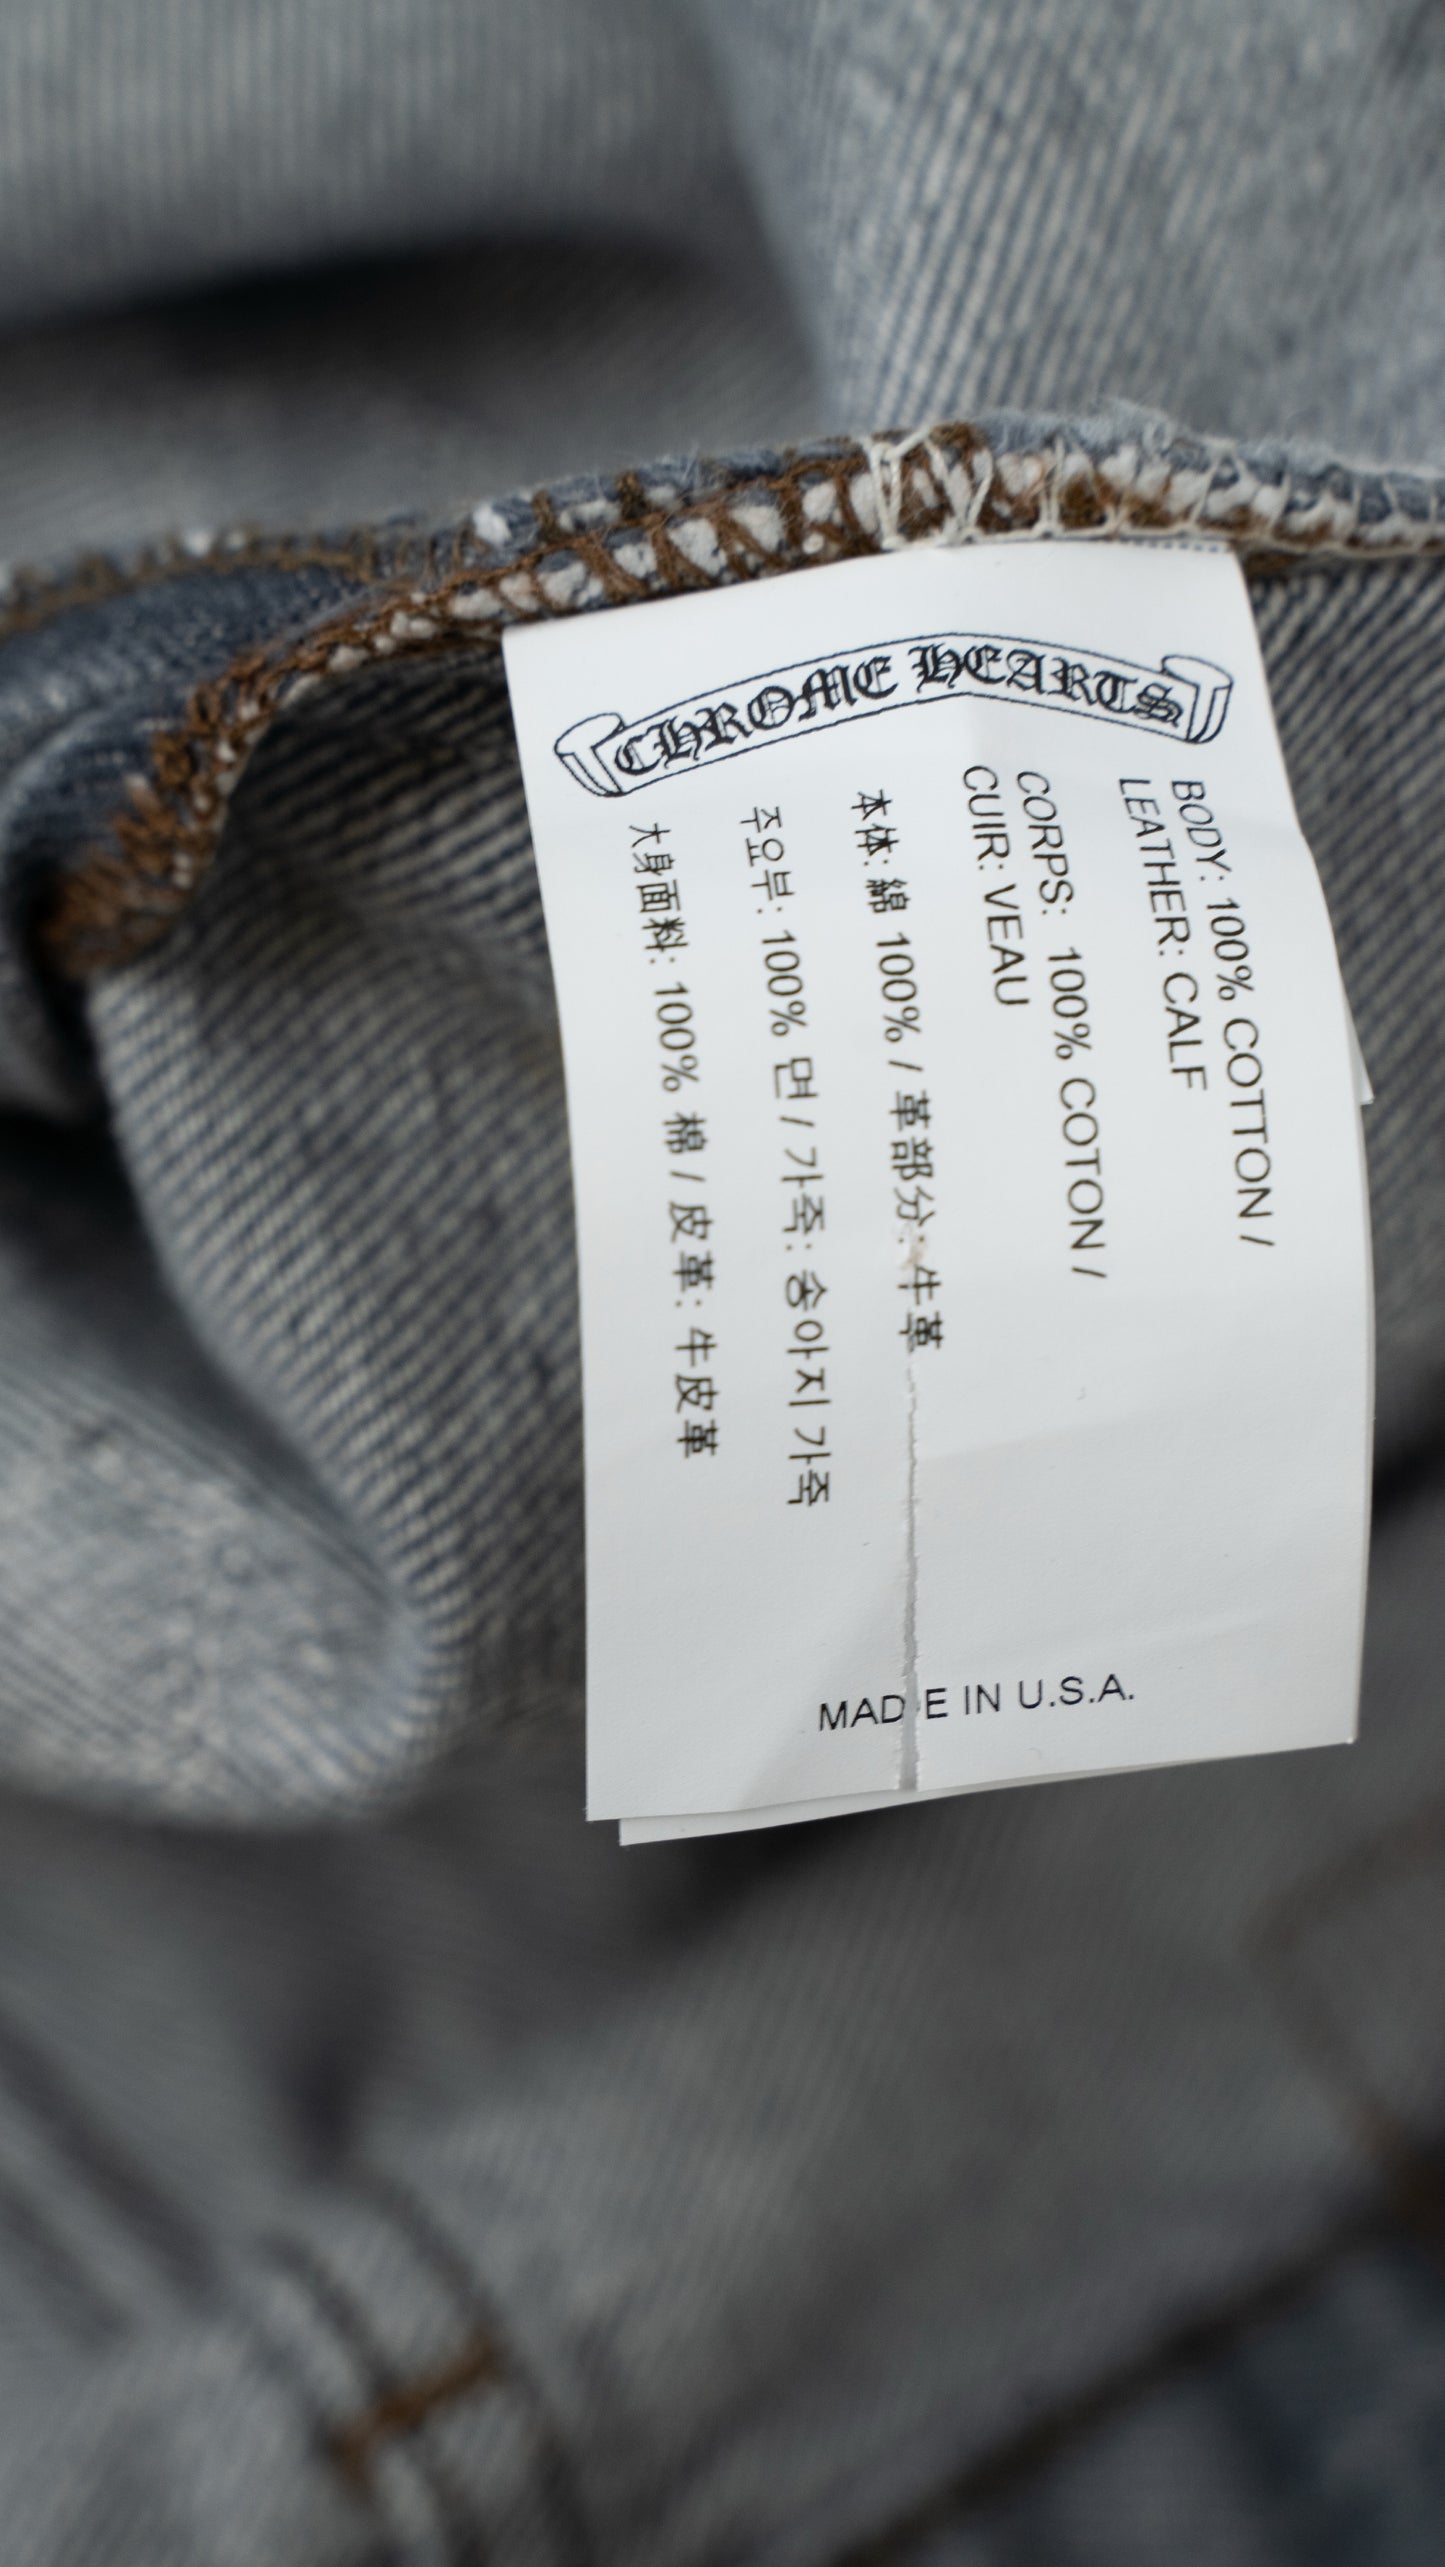 CHROME HEARTS
BODY: 100% COTTON /
LEATHER: CALF
CORPS: 100% COTON /
CUIR: VEAU
本体: 綿 100% / 革部分: 牛革
주요부: 100% 면 / 가죽: 송아지 가죽
大身面料: 100% 棉 / 皮革: 牛皮革
MADE IN U.S.A.